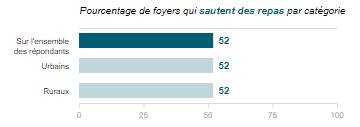 Pourcentage de foyers qui sautent des repas par catégorie
Sur l'ensemble
des répondants
52
Urbains
52
Ruraux
52
0
25
50
75
100